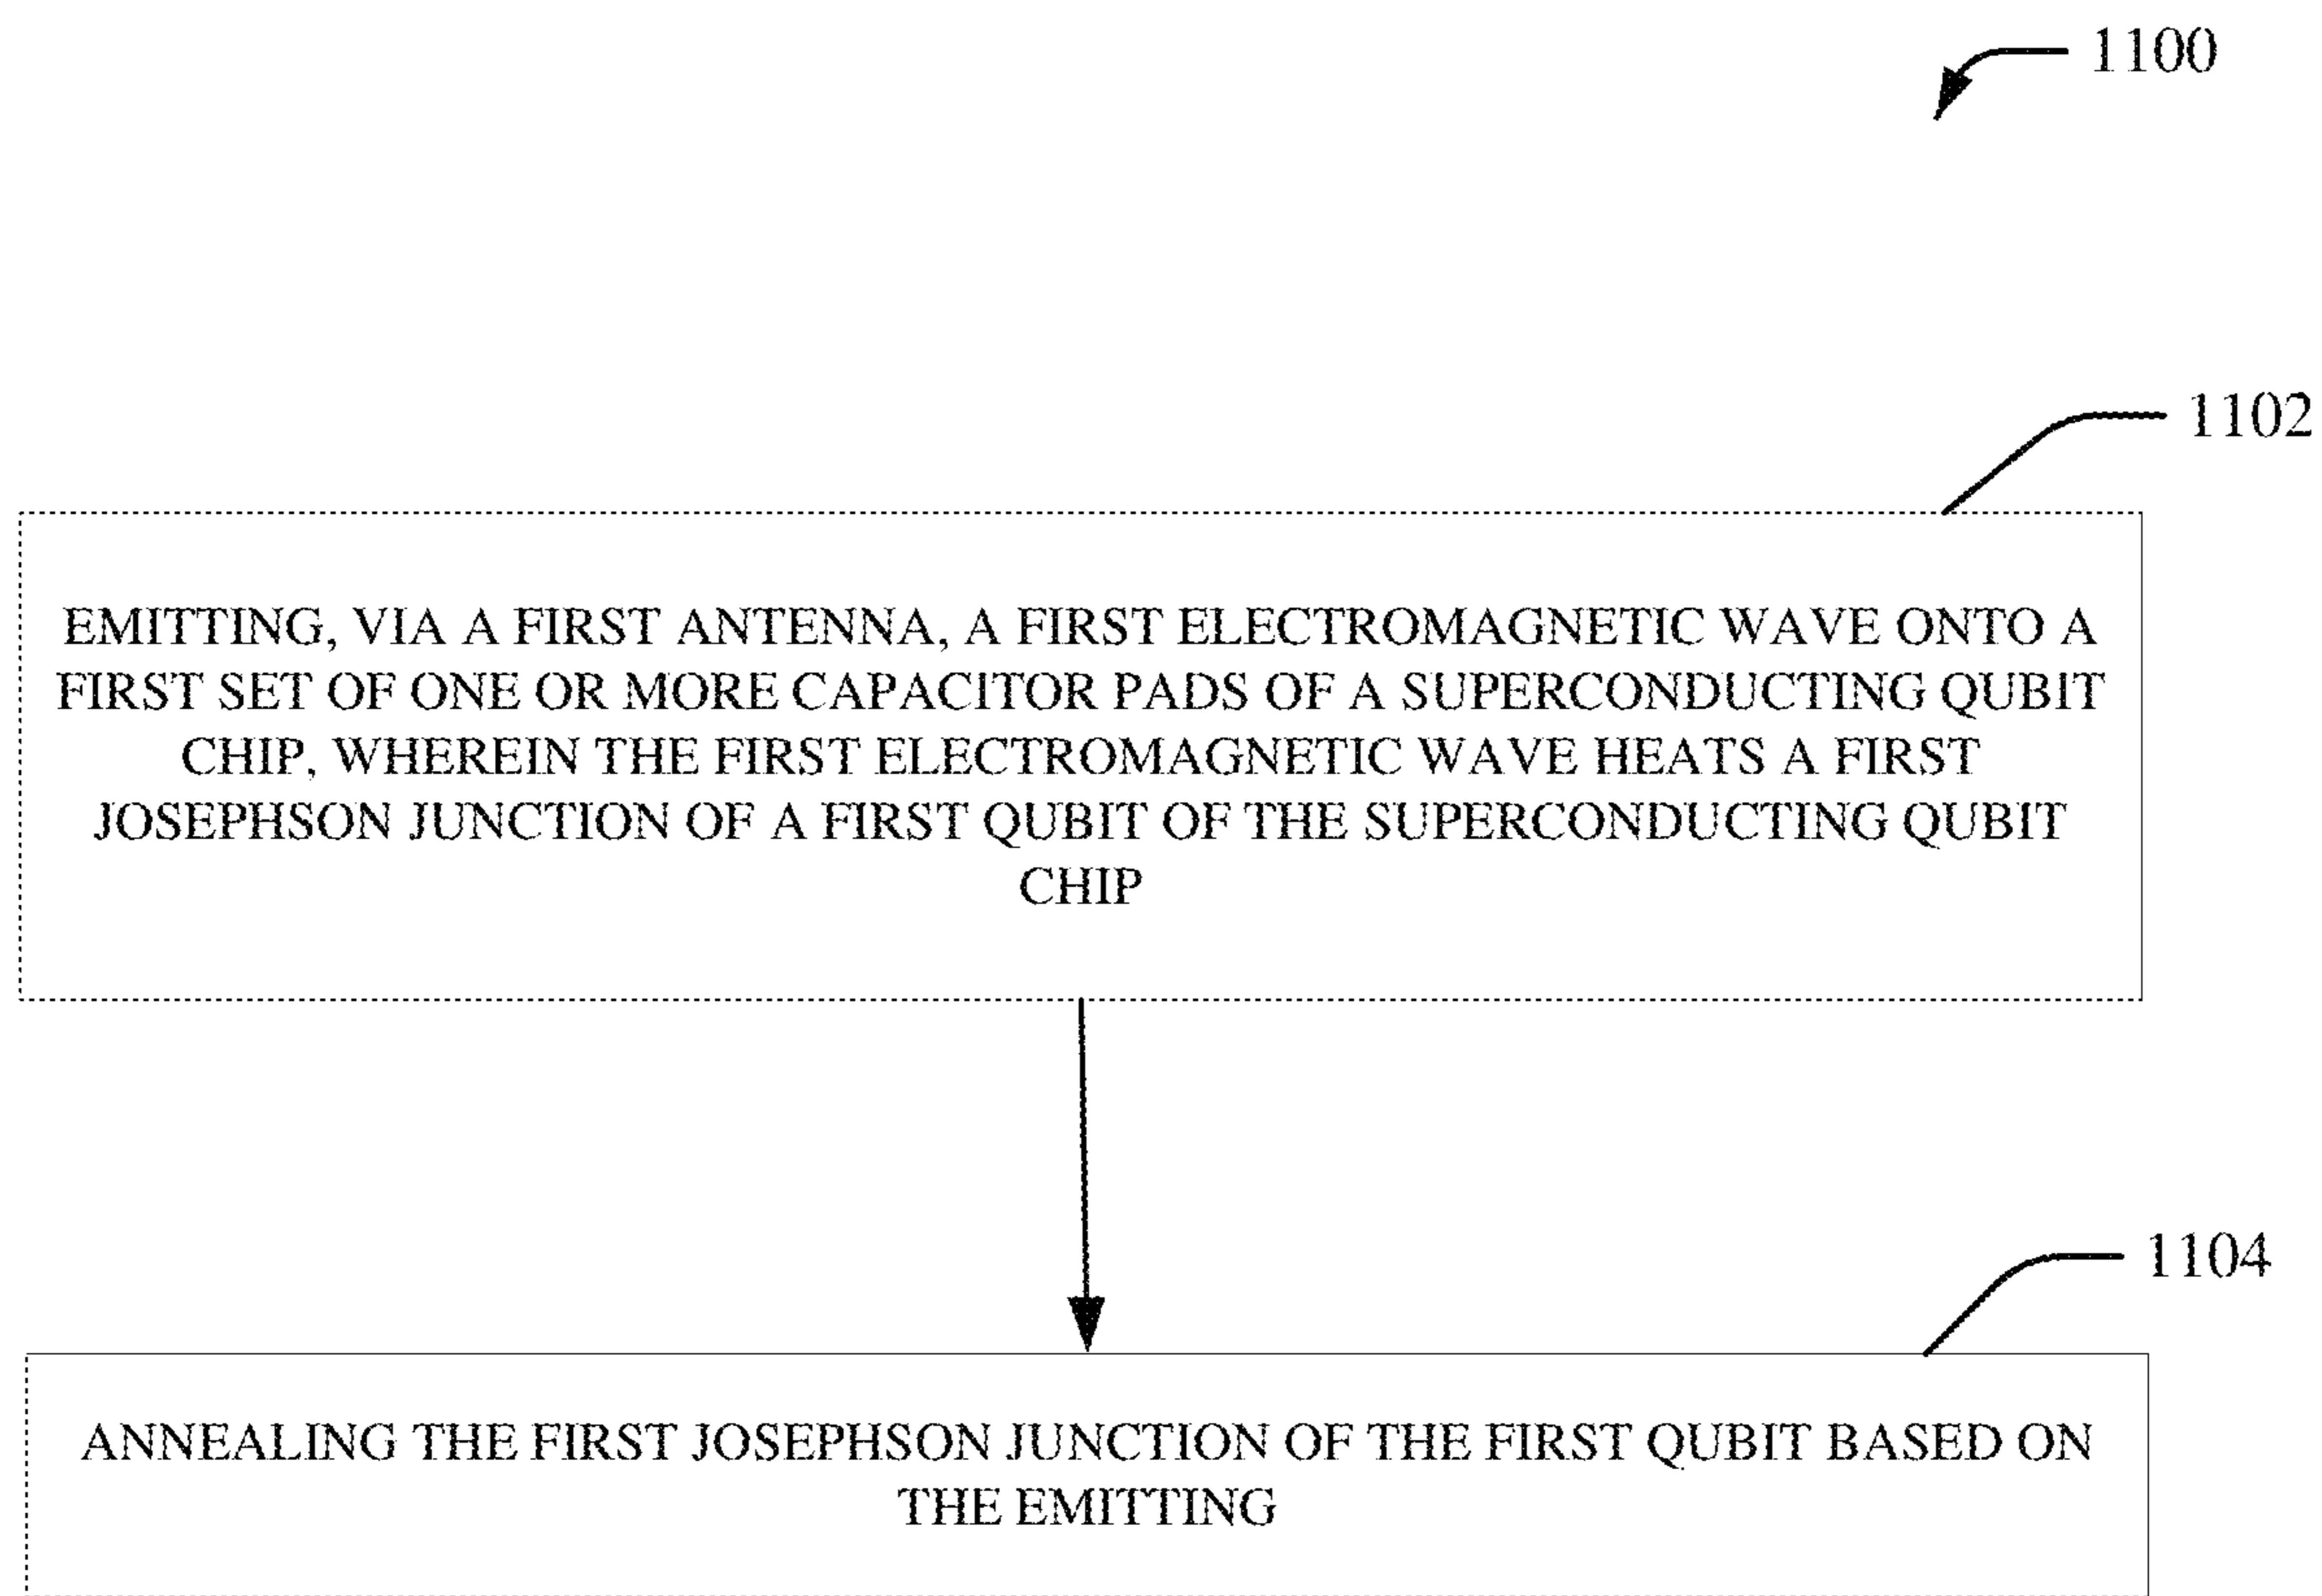 1100
1102
EMITTING, VIA A FIRST ANTENNA, A FIRST ELECTROMAGNETIC WAVE ONTO A
FIRST SET OF ONE OR MORE CAPACITOR PADS OF A SUPERCONDUCTING QUBIT
CHIP, WHEREIN THE FIRST ELECTROMAGNETIC WAVE HEATS A FIRST
JOSEPHSON JUNCTION OF A FIRST QUBIT OF THE SUPERCONDUCTING QUBIT
CHIP
1104
ANNEALING THE FIRST JOSEPHSON JUNCTION OF THE FIRST QUBIT BASED ON
THE EMITTING